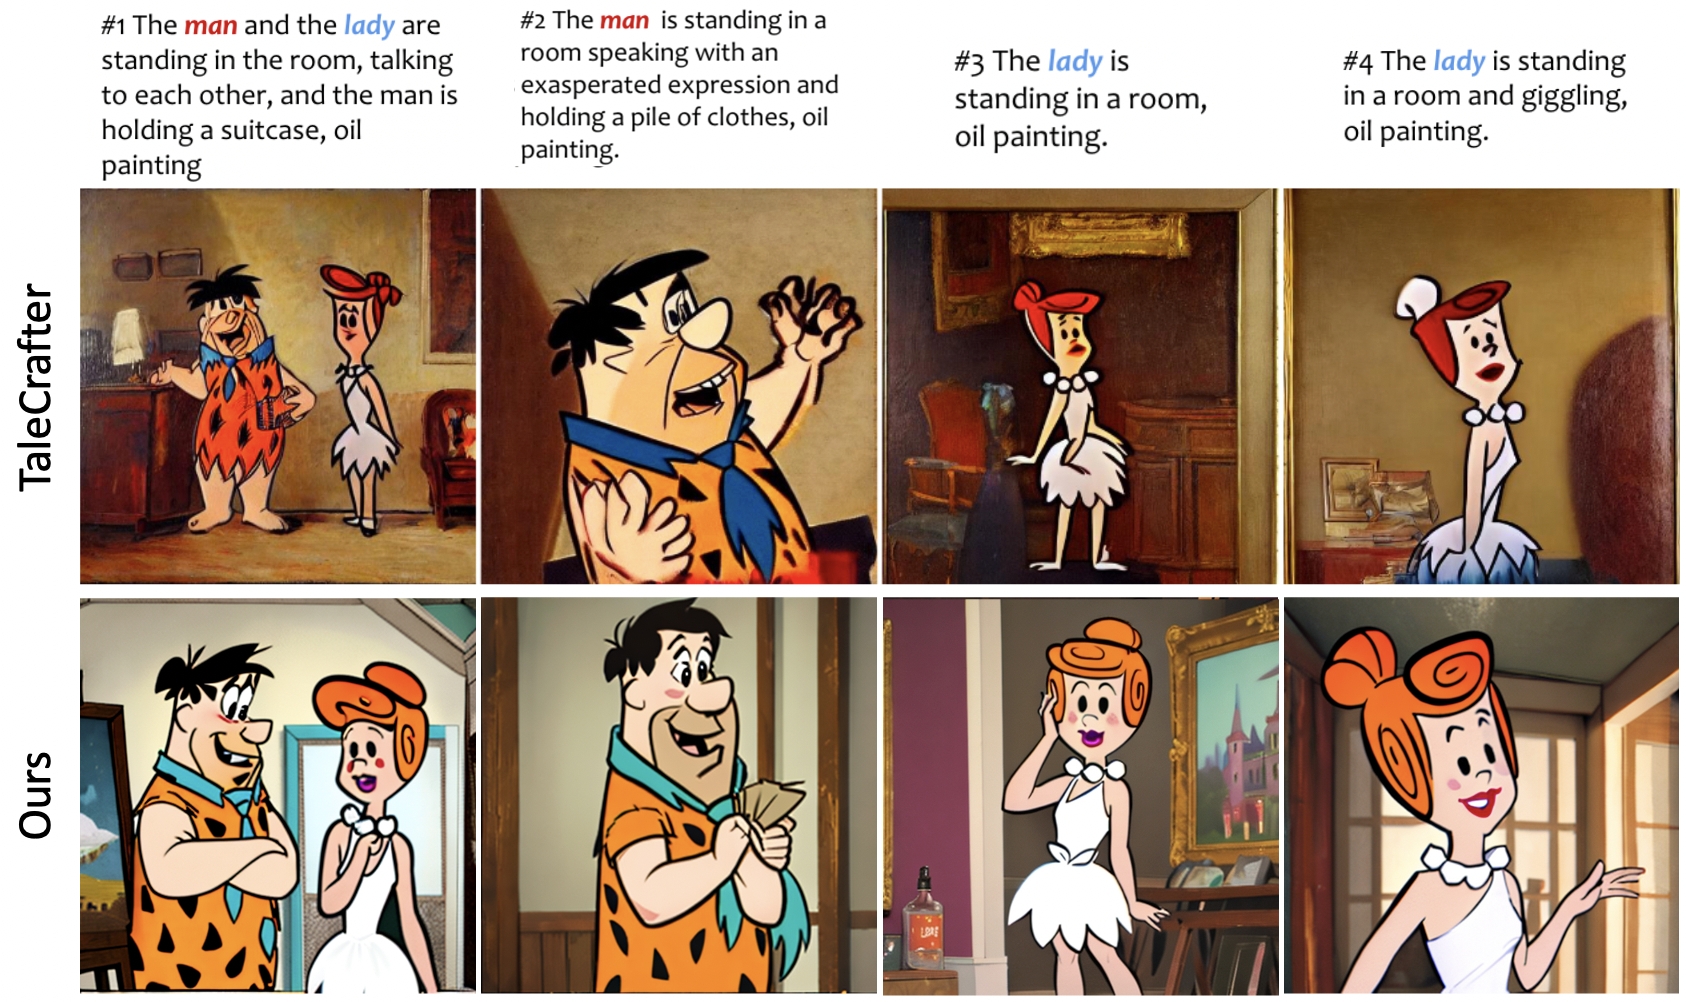 #1 The man and the lady are
standing in the room, talking
to each other, and the man is
holding a suitcase, oil
painting
#2 The man is standing in a
room speaking with an
exasperated expression and
holding a pile of clothes, oil
painting.
#3 The lady is
standing in a room,
oil painting.
#4 The lady is standing
in a room and giggling,
oil painting.
TaleCrafter
Ours